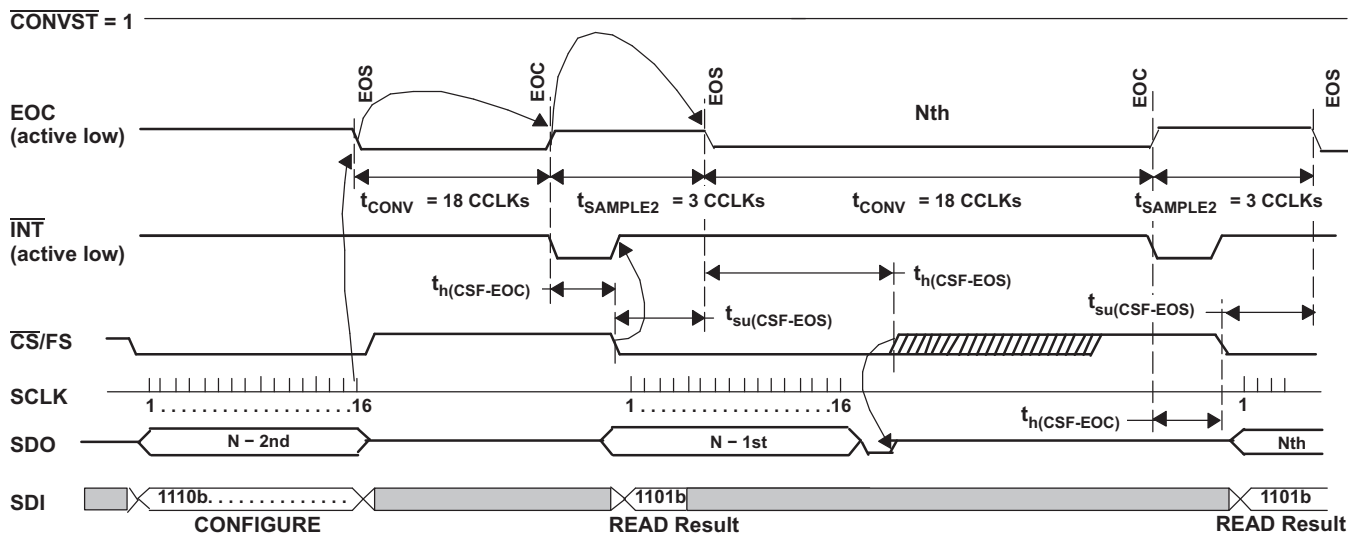 CONVST = 1
EOS
EOC
EOS
EOC
EOS
EOC
(active low)
Nth
tCONV = 18 CCLKs
tSAMPLE2 = 3 CCLKs
tCONV = 18 CCLKs
tSAMPLE2 = 3 CCLKs
INT
(active low)
th(CSF-EOC)
th(CSF-EOS)
tsu(CSF-EOS)
tsu(CSF-EOS)
CS/FS
SCLK
1 . . . . . . . . . . . . . . . . . . . . 16
1 . . . . . . . . . . . . . . . . . . . . 16
1
th(CSF-EOC)
SDO
N − 2nd
N − 1st
Nth
SDI
1110b. . . . . . . . . . . . . .
1101b
1101b
CONFIGURE
READ Result
READ Result